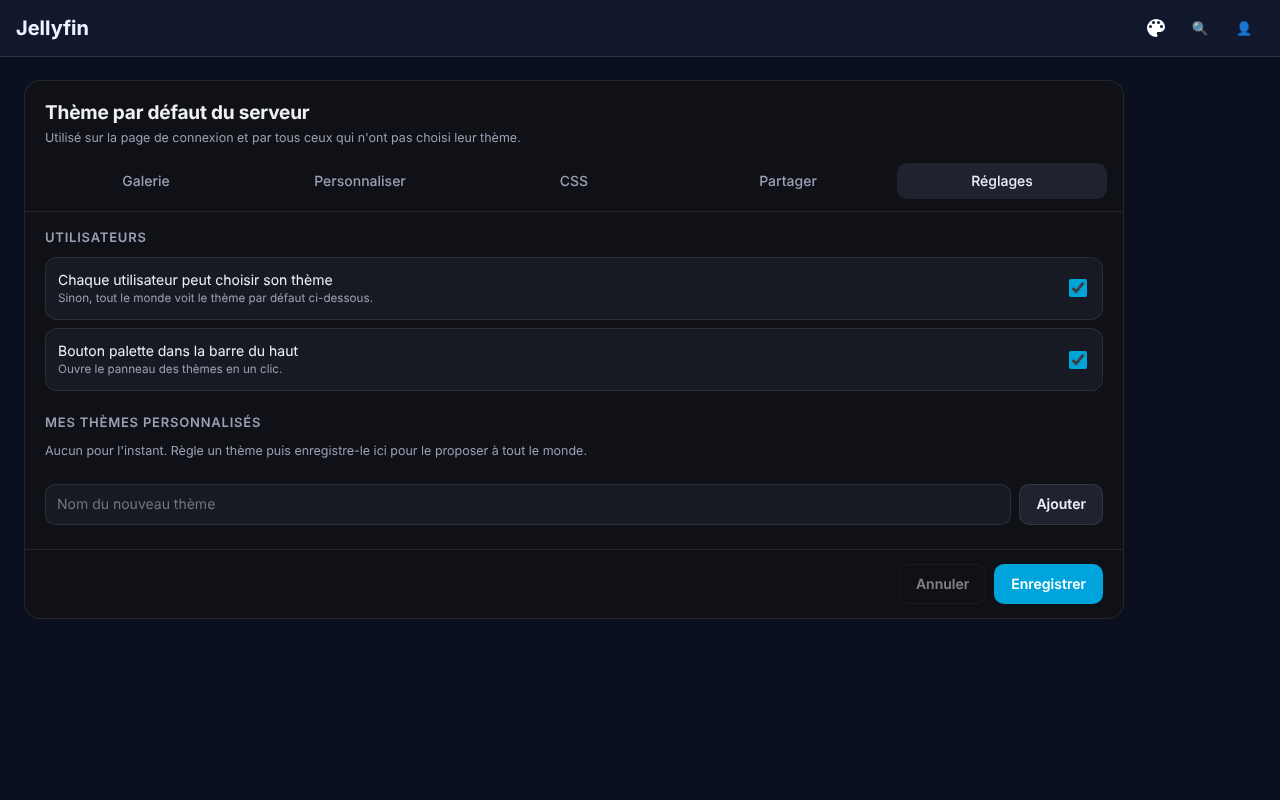 Jellyfin
Thème par défaut du serveur
Utilisé sur la page de connexion et par tous ceux qui n'ont pas choisi leur thème.
Galerie
Personnaliser
CSS
Partager
Réglages
UTILISATEURS
Chaque utilisateur peut choisir son thème
Sinon, tout le monde voit le thème par défaut ci-dessous.
Bouton palette dans la barre du haut
Ouvre le panneau des thèmes en un clic.
MES THÈMES PERSONNALISÉS
Aucun pour l'instant. Règle un thème puis enregistre-le ici pour le proposer à tout le monde.
Nom du nouveau thème
Ajouter
Annuler
Enregistrer